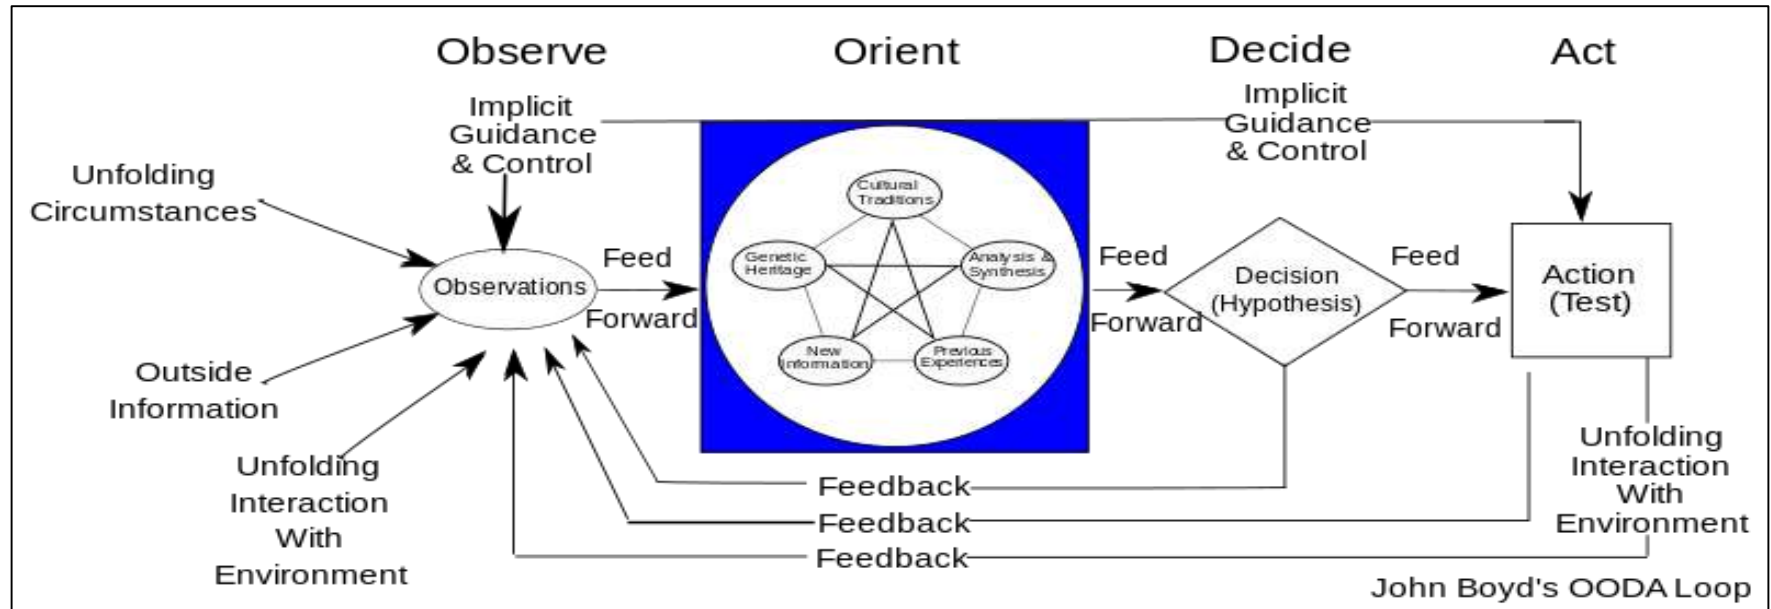 Observe
Orient
Decide
Act
Implicit
Guidance
& Control
Implicit
Guidance
& Control
Unfolding
Circumstances
Outside
Information
Unfolding
Interaction
With
Environment
Observations
Feed
Forward
Cultural
Traditions
Genetic
Heritage
Analysis &
Synthesis
New
Information
Previous
Experiences
Feed
Forward
Decision
(Hypothesis)
Feed
Forward
Action
(Test)
Unfolding
Interaction
With
Environment
Feedback
Feedback
Feedback
John Boyd's OODA Loop